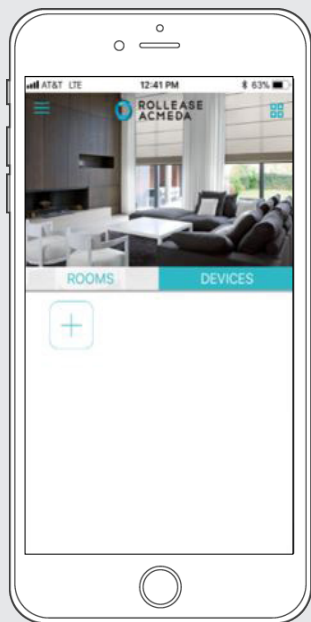 AT&T LTE 12:41 PM 63%
ROLLEASE
ACMEDA
ROOMS DEVICES